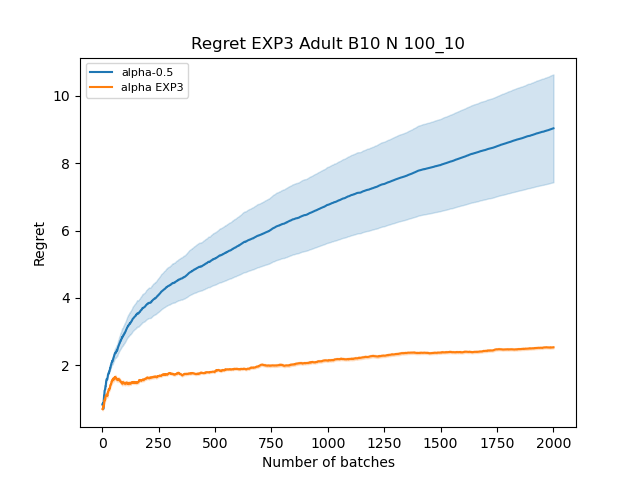 Regret EXP3 Adult B10 N 100_10
alpha-0.5
alpha EXP3
10
8
6
4
2
Regret
0 250 500 750 1000 1250 1500 1750 2000
Number of batches